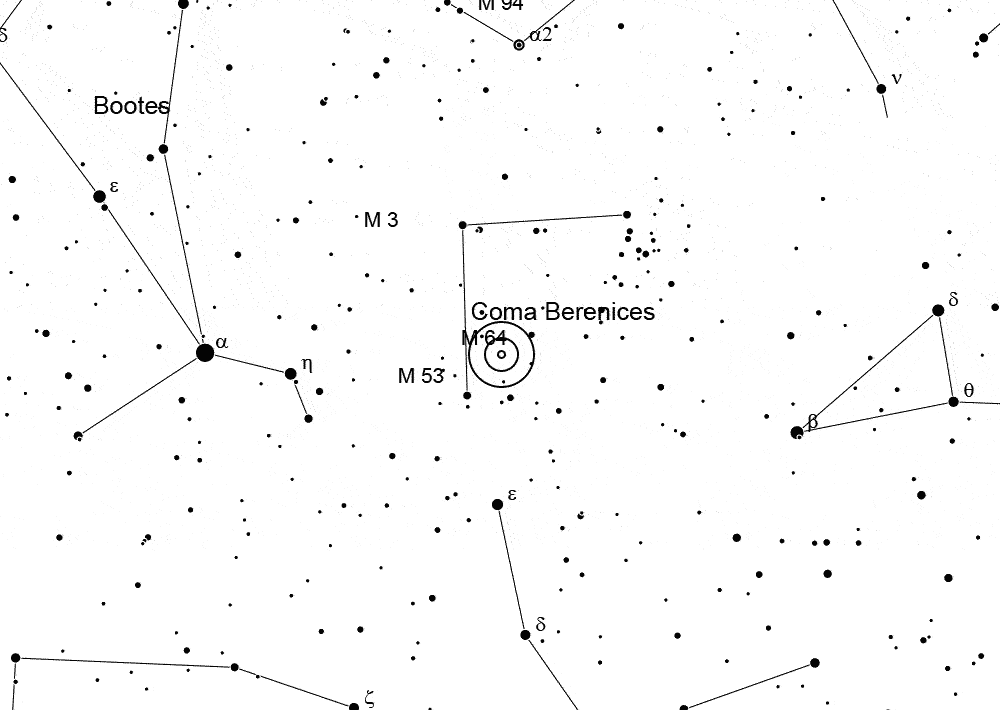 M 94
α2
δ
ν
Bootes
ε
M 3
δ
Coma Berenices
M 64
α
η
M 53
θ
β
ε
δ
ζ